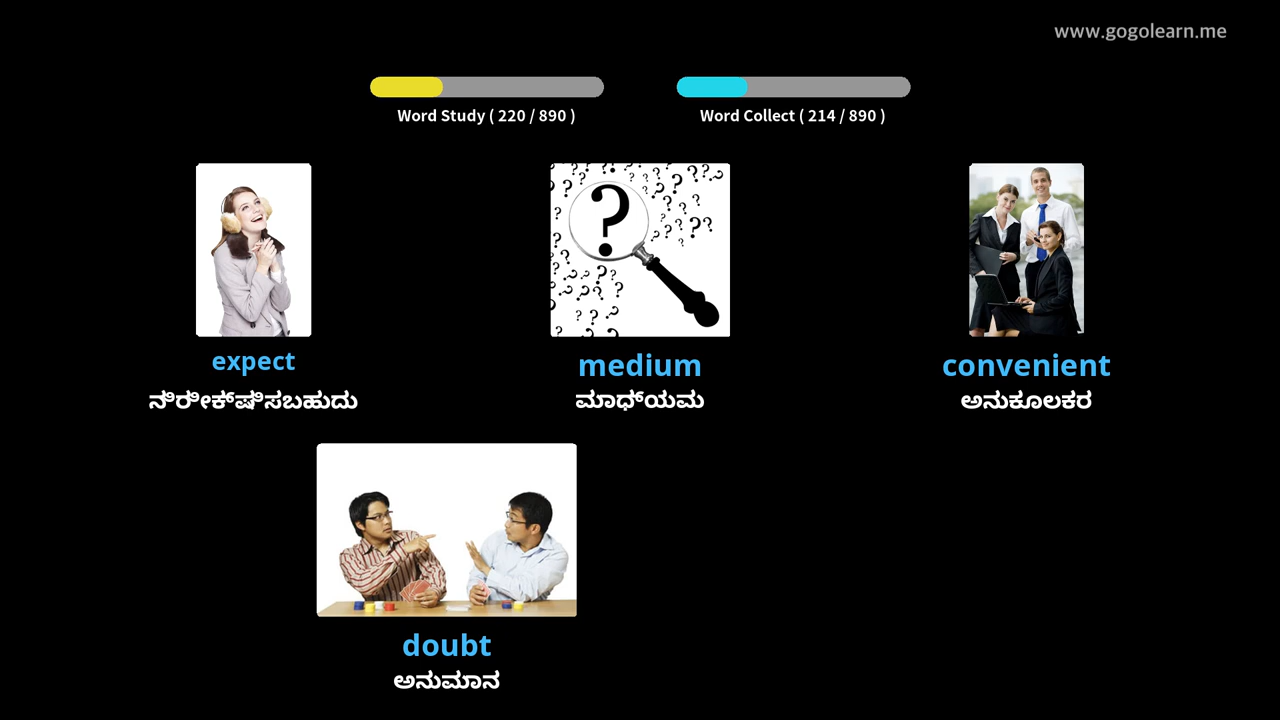 www.gogolearn.me
Word Study ( 220 / 890 )
Word Collect ( 214 / 890 )
expect
ನಿರೀಕ್ಷಿಸಬಹುದು
medium
ಮಾಧ್ಯಮ
convenient
ಅನುಕೂಲಕರ
doubt
ಅನುಮಾನ